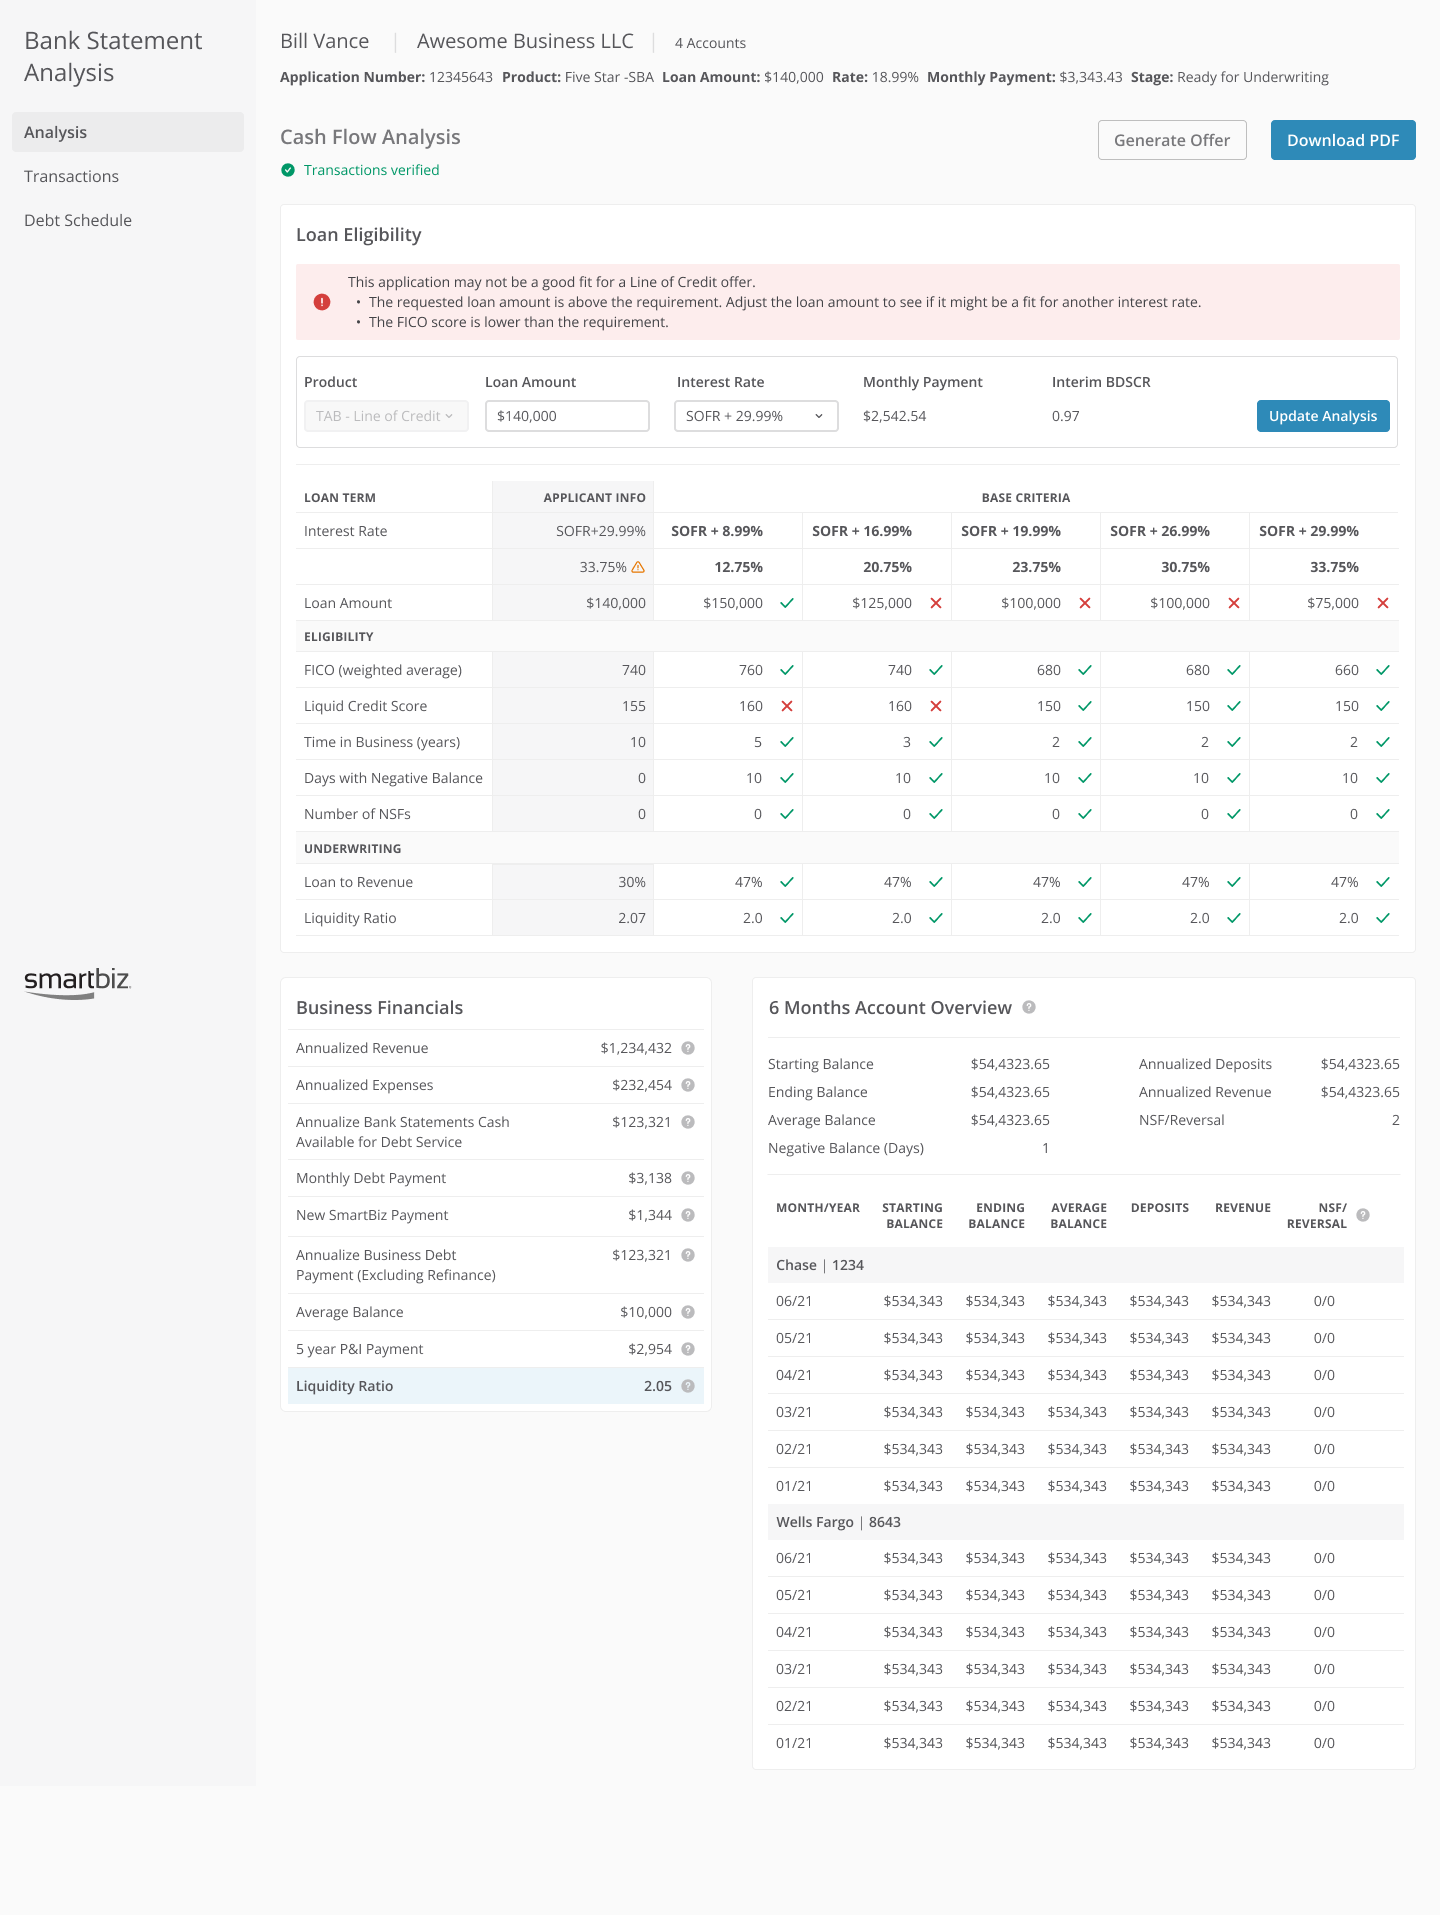 Bank Statement
Analysis
Analysis
Transactions
Debt Schedule
smartbiz
Bill Vance | Awesome Business LLC | 4 Accounts
Application Number: 12345643 Product: Five Star -SBA Loan Amount: $140,000 Rate: 18.99% Monthly Payment: $3,343.43 Stage: Ready for Underwriting
Cash Flow Analysis
Transactions verified
Generate Offer
Download PDF
Loan Eligibility
This application may not be a good fit for a Line of Credit offer.
• The requested loan amount is above the requirement. Adjust the loan amount to see if it might be a fit for another interest rate.
• The FICO score is lower than the requirement.
Product Loan Amount Interest Rate Monthly Payment Interim BDSCR
TAB - Line of Credit $140,000 SOFR + 29.99% $2,542.54 0.97 Update Analysis
LOAN TERM APPLICANT INFO BASE CRITERIA
Interest Rate SOFR+29.99% SOFR + 8.99% SOFR + 16.99% SOFR + 19.99% SOFR + 26.99% SOFR + 29.99%
33.75% 12.75% 20.75% 23.75% 30.75% 33.75%
Loan Amount $140,000 $150,000 $125,000 $100,000 $100,000 $75,000
ELIGIBILITY
FICO (weighted average) 740 760 740 680 680 660
Liquid Credit Score 155 160 160 150 150 150
Time in Business (years) 10 5 3 2 2 2
Days with Negative Balance 0 10 10 10 10 10
Number of NSFs 0 0 0 0 0 0
UNDERWRITING
Loan to Revenue 30% 47% 47% 47% 47% 47%
Liquidity Ratio 2.07 2.0 2.0 2.0 2.0 2.0
Business Financials
Annualized Revenue $1,234,432
Annualized Expenses $232,454
Annualize Bank Statements Cash $123,321
Available for Debt Service
Monthly Debt Payment $3,138
New SmartBiz Payment $1,344
Annualize Business Debt $123,321
Payment (Excluding Refinance)
Average Balance $10,000
5 year P&I Payment $2,954
Liquidity Ratio 2.05
6 Months Account Overview
Starting Balance $54,4323.65 Annualized Deposits $54,4323.65
Ending Balance $54,4323.65 Annualized Revenue $54,4323.65
Average Balance $54,4323.65 NSF/Reversal 2
Negative Balance (Days) 1
MONTH/YEAR STARTING ENDING AVERAGE DEPOSITS REVENUE NSF/
BALANCE BALANCE BALANCE REVERSAL
Chase | 1234
06/21 $534,343 $534,343 $534,343 $534,343 $534,343 0/0
05/21 $534,343 $534,343 $534,343 $534,343 $534,343 0/0
04/21 $534,343 $534,343 $534,343 $534,343 $534,343 0/0
03/21 $534,343 $534,343 $534,343 $534,343 $534,343 0/0
02/21 $534,343 $534,343 $534,343 $534,343 $534,343 0/0
01/21 $534,343 $534,343 $534,343 $534,343 $534,343 0/0
Wells Fargo | 8643
06/21 $534,343 $534,343 $534,343 $534,343 $534,343 0/0
05/21 $534,343 $534,343 $534,343 $534,343 $534,343 0/0
04/21 $534,343 $534,343 $534,343 $534,343 $534,343 0/0
03/21 $534,343 $534,343 $534,343 $534,343 $534,343 0/0
02/21 $534,343 $534,343 $534,343 $534,343 $534,343 0/0
01/21 $534,343 $534,343 $534,343 $534,343 $534,343 0/0